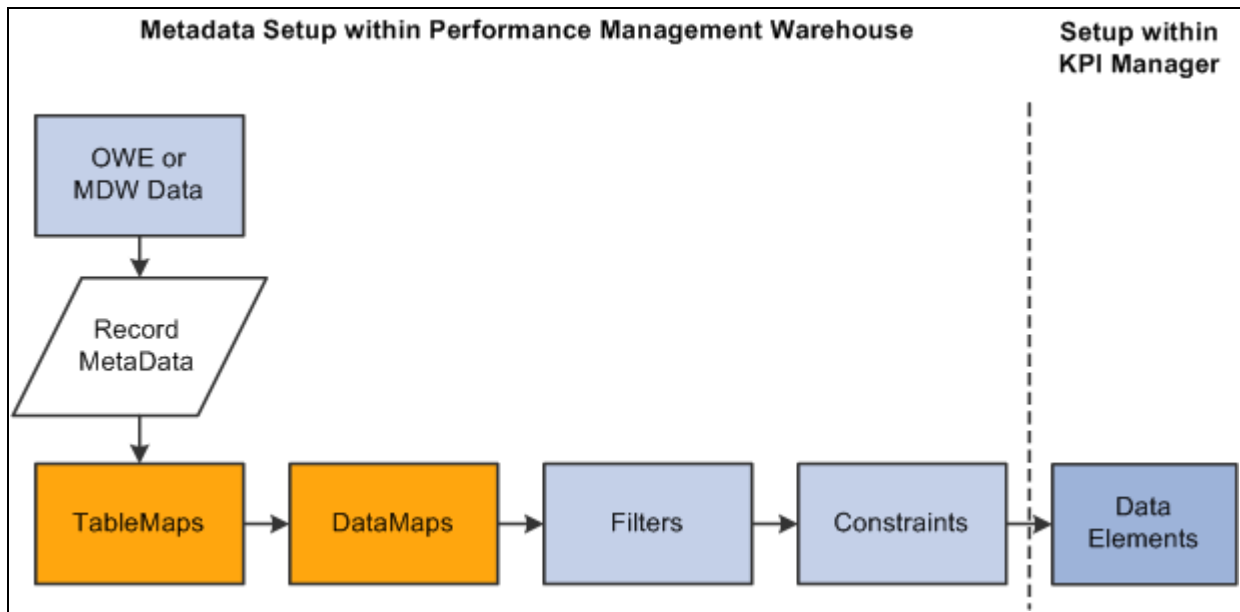 Metadata Setup within Performance Management Warehouse
Setup within
KPI Manager
OWE or
MDW Data
Record
MetaData
TableMaps
DataMaps
Filters
Constraints
Data
Elements